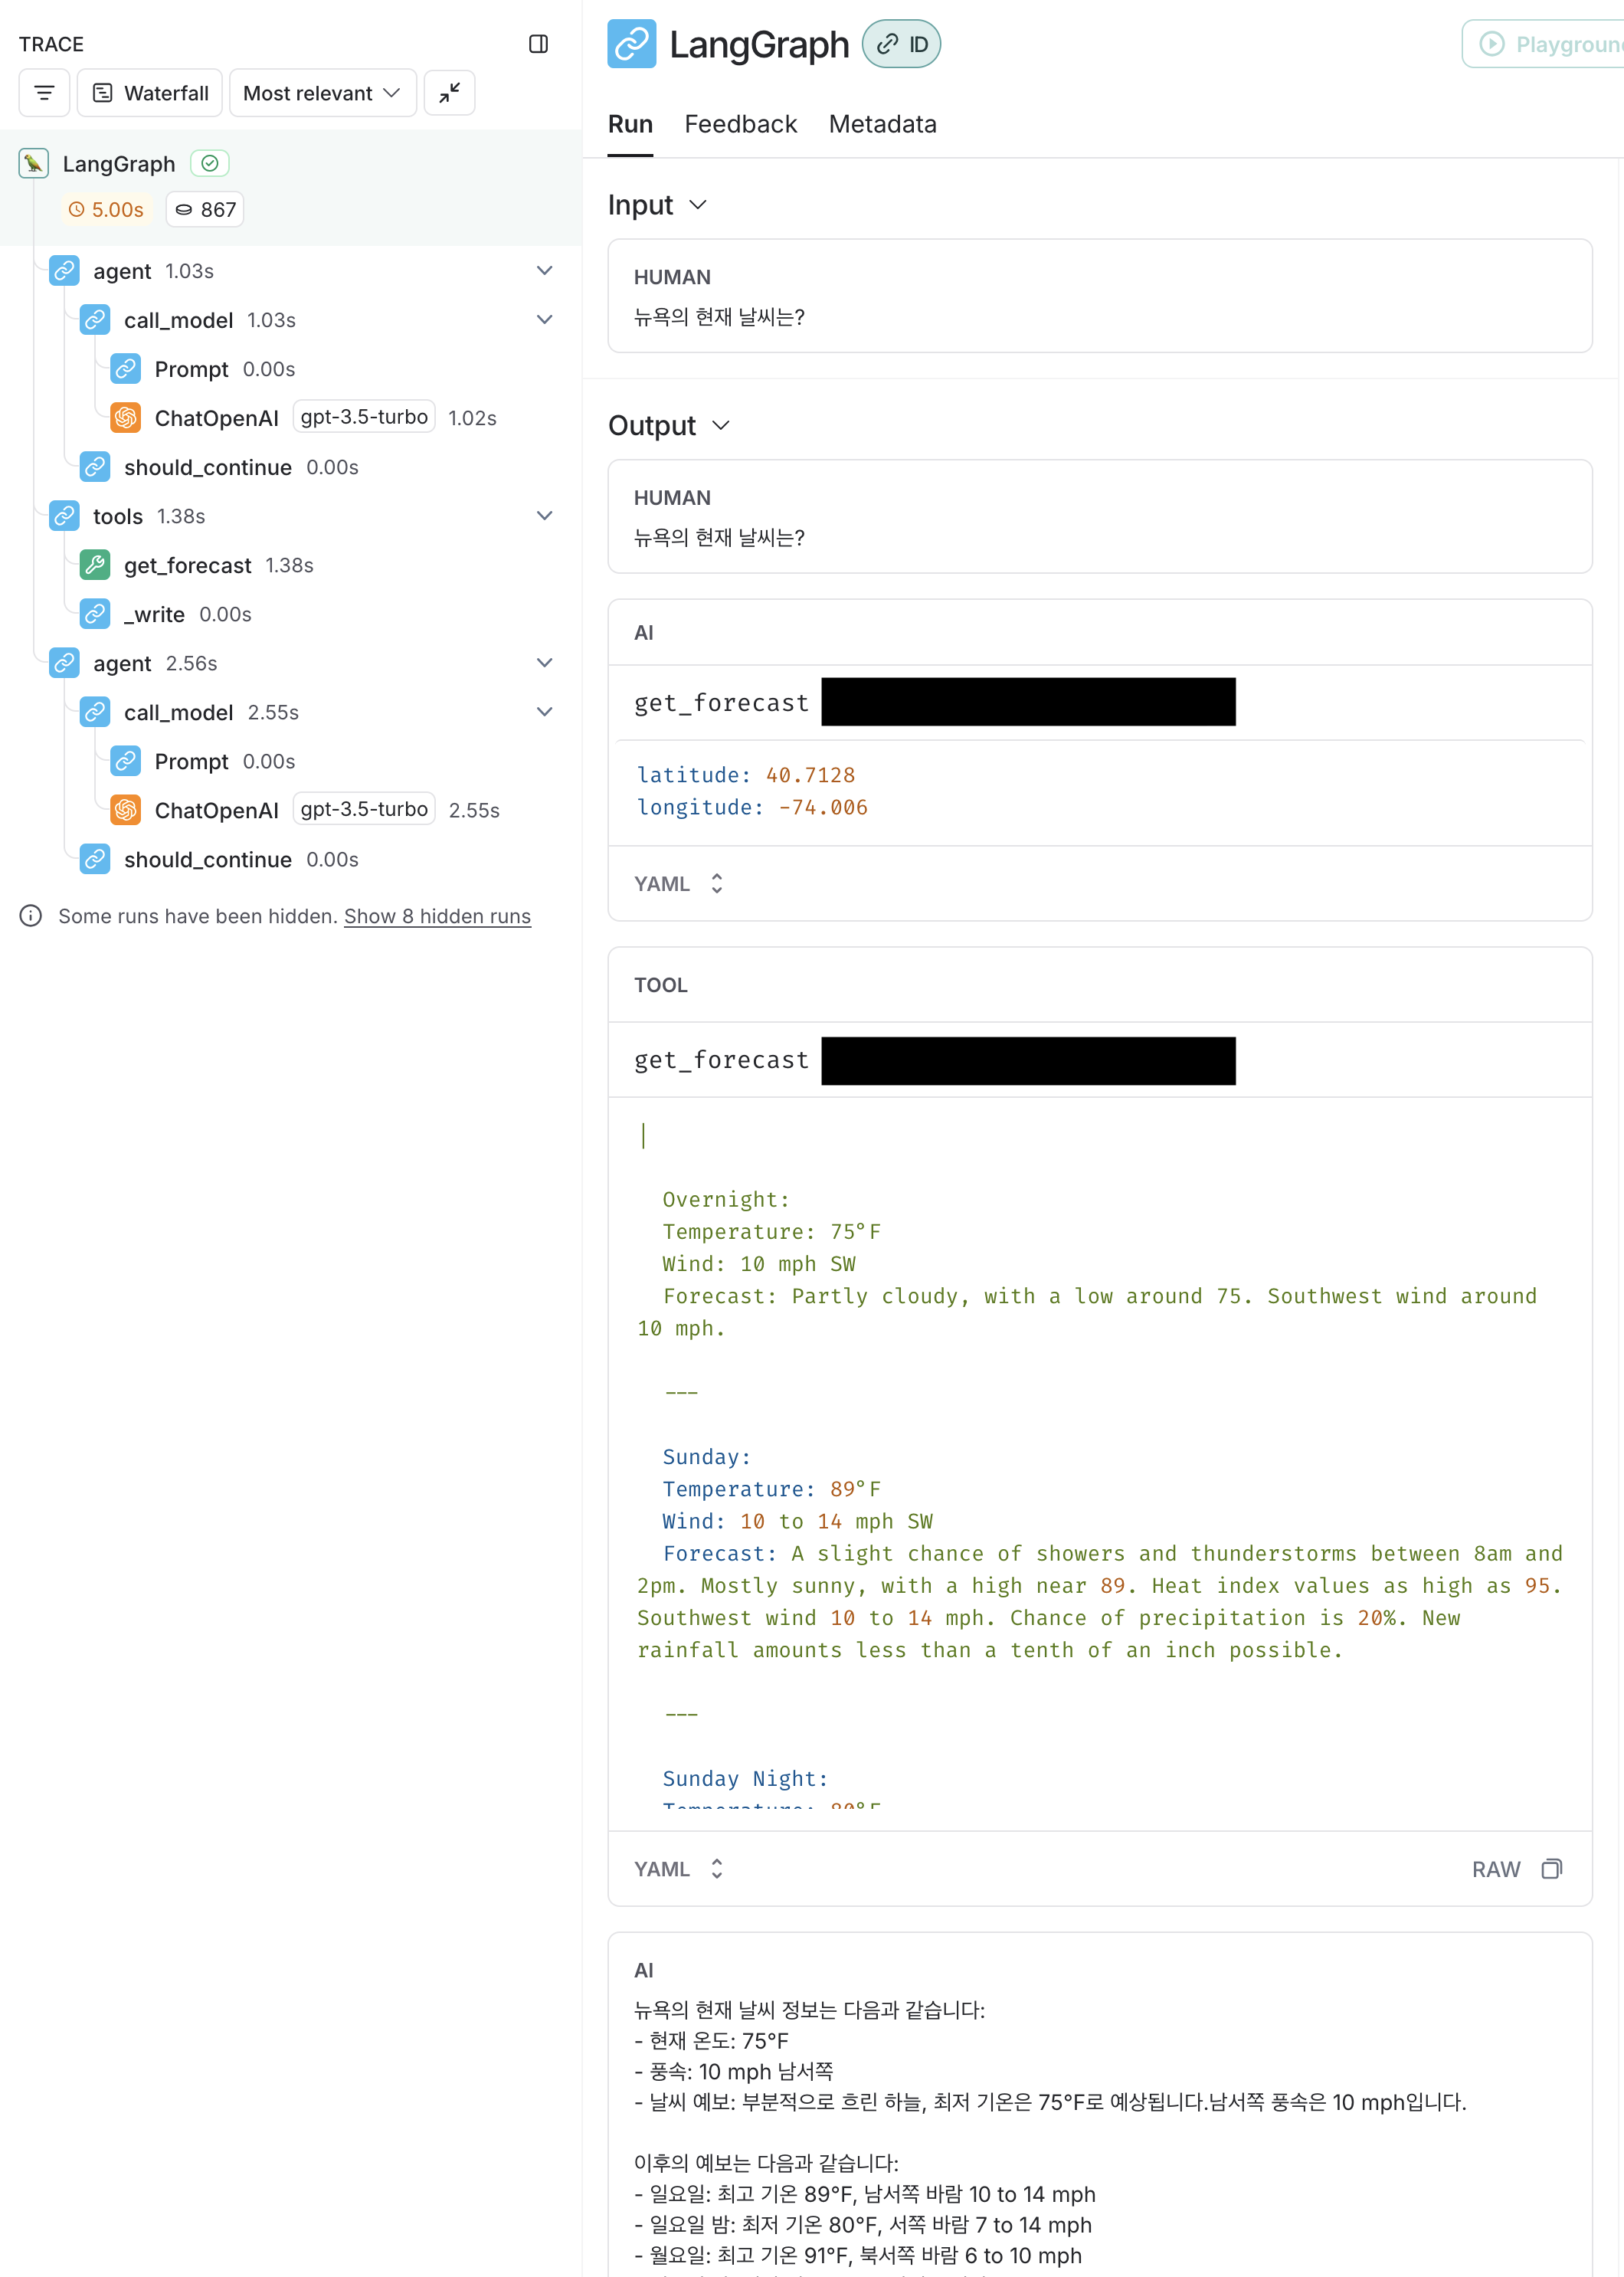 TRACE
Waterfall
Most relevant
LangGraph
5.00s
867
agent 1.03s
call_model 1.03s
Prompt 0.00s
ChatOpenAI gpt-3.5-turbo 1.02s
should_continue 0.00s
tools 1.38s
get_forecast 1.38s
_write 0.00s
agent 2.56s
call_model 2.55s
Prompt 0.00s
ChatOpenAI gpt-3.5-turbo 2.55s
should_continue 0.00s
Some runs have been hidden. Show 8 hidden runs
LangGraph ID
Run Feedback Metadata
Input
HUMAN
뉴욕의 현재 날씨는?
Output
HUMAN
뉴욕의 현재 날씨는?
AI
get_forecast
latitude: 40.7128
longitude: -74.006
YAML
TOOL
get_forecast
|
Overnight:
Temperature: 75°F
Wind: 10 mph SW
Forecast: Partly cloudy, with a low around 75. Southwest wind around
10 mph.
---
Sunday:
Temperature: 89°F
Wind: 10 to 14 mph SW
Forecast: A slight chance of showers and thunderstorms between 8am and
2pm. Mostly sunny, with a high near 89. Heat index values as high as 95.
Southwest wind 10 to 14 mph. Chance of precipitation is 20%. New
rainfall amounts less than a tenth of an inch possible.
---
Sunday Night:
Temperature: 80°F
YAML
RAW
AI
뉴욕의 현재 날씨 정보는 다음과 같습니다:
- 현재 온도: 75°F
- 풍속: 10 mph 남서쪽
- 날씨 예보: 부분적으로 흐린 하늘, 최저 기온은 75°F로 예상됩니다.남서쪽 풍속은 10 mph입니다.
이후의 예보는 다음과 같습니다:
- 일요일: 최고 기온 89°F, 남서쪽 바람 10 to 14 mph
- 일요일 밤: 최저 기온 80°F, 서쪽 바람 7 to 14 mph
- 월요일: 최고 기온 91°F, 북서쪽 바람 6 to 10 mph